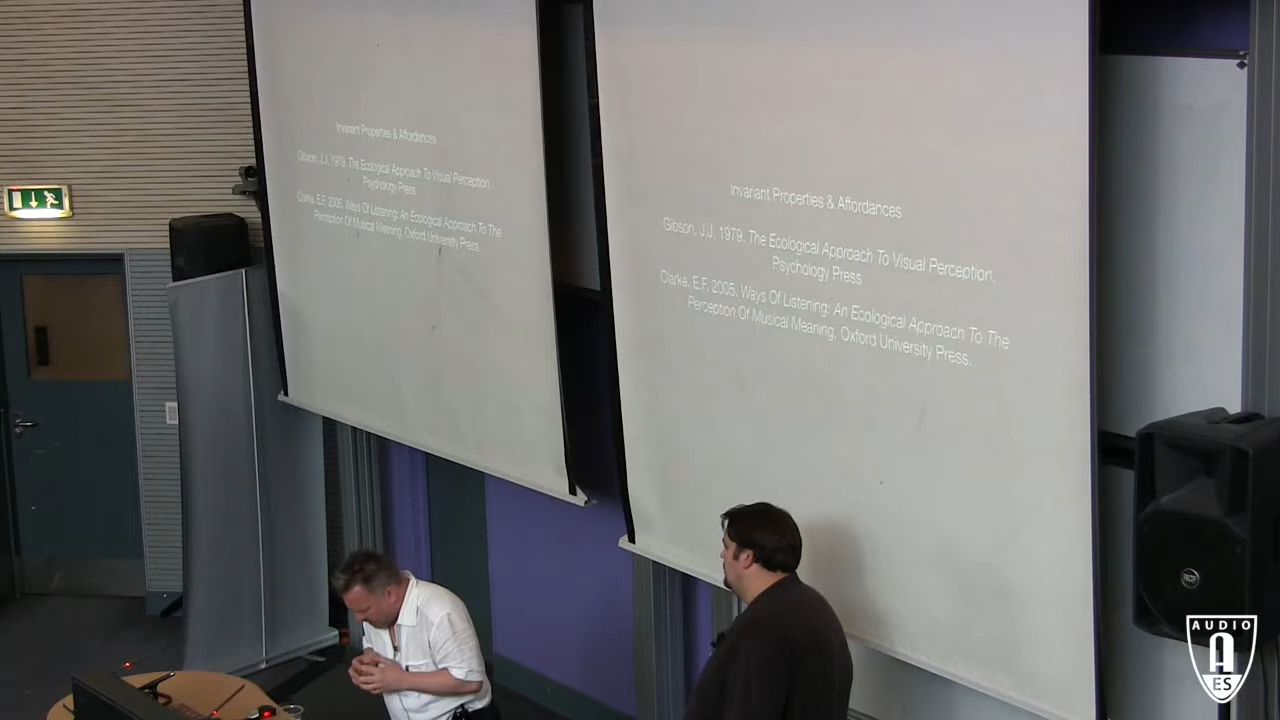 Invariant Properties & Affordances
Gibson, J.J. 1979. The Ecological Approach To Visual Perception.
Psychology Press
Clarke, E.F. 2005. Ways Of Listening: An Ecological Approach To The
Perception Of Musical Meaning. Oxford University Press.
Invariant Properties & Affordances
Gibson, J.J. 1979. The Ecological Approach To Visual Perception.
Psychology Press
Clarke, E.F. 2005. Ways Of Listening: An Ecological Approach To The
Perception Of Musical Meaning. Oxford University Press.
RCF
AUDIO
AES